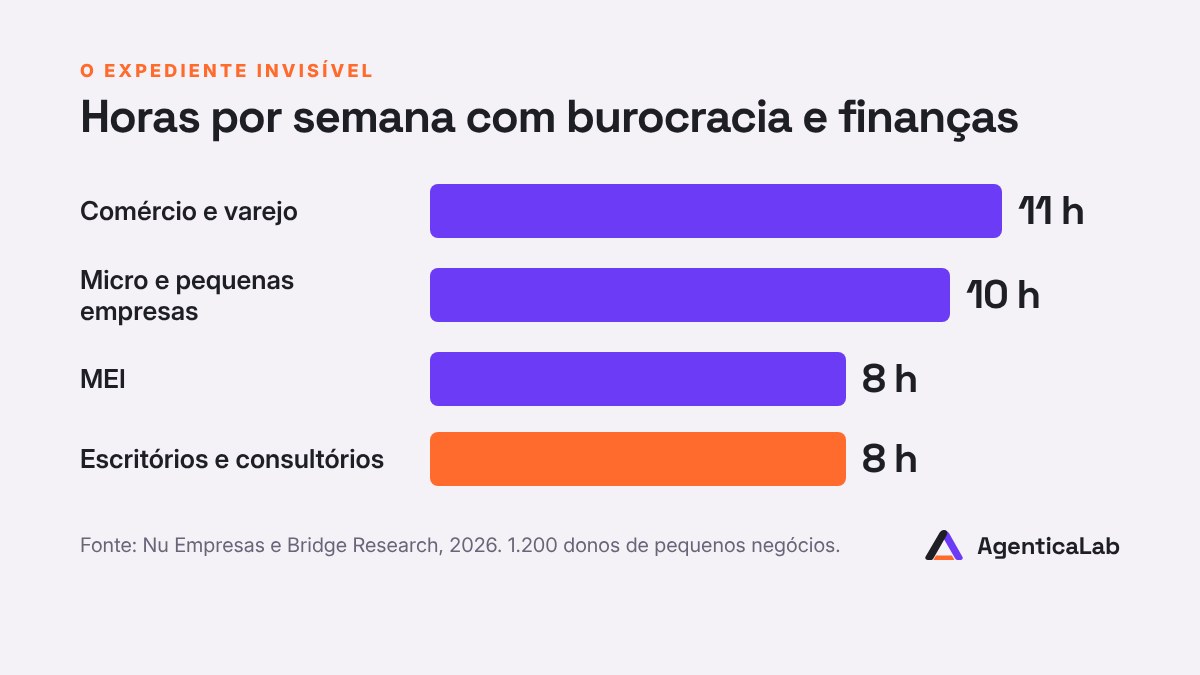 O EXPEDIENTE INVISÍVEL
Horas por semana com burocracia e finanças
Comércio e varejo
11 h
Micro e pequenas
empresas
10 h
MEI
8 h
Escritórios e consultórios
8 h
Fonte: Nu Empresas e Bridge Research, 2026. 1.200 donos de pequenos negócios.
AgenticaLab